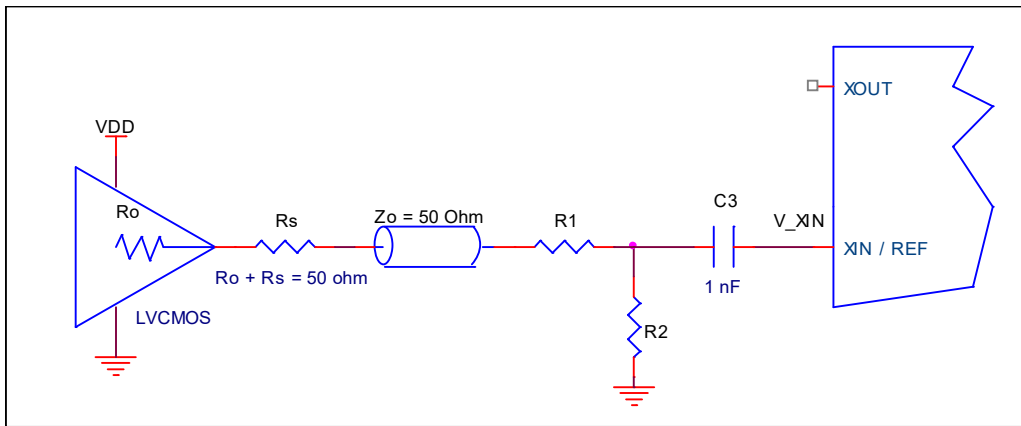 VDD
Ro
Rs
Ro + Rs = 50 ohm
LVCMOS
Zo = 50 Ohm
R1
R2
C3
1 nF
V_XIN
XOUT
XIN / REF